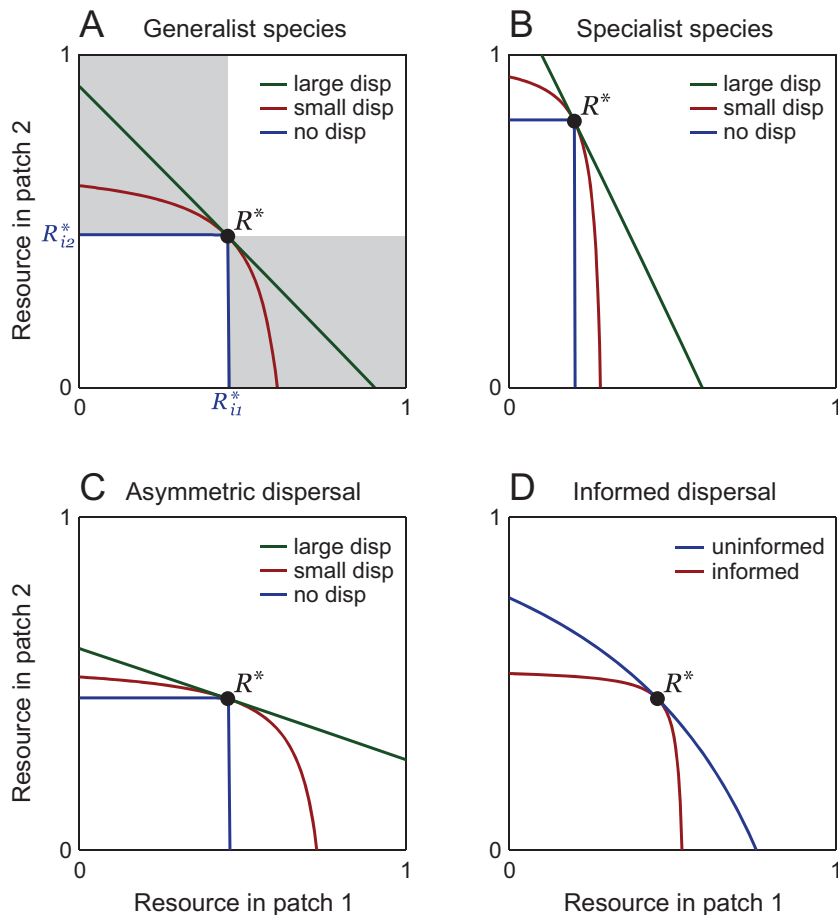 A Generalist species
1
large disp
small disp
no disp
R*
R*i2
Resource in patch 2
0
0
R*i1
1
B Specialist species
1
large disp
small disp
no disp
R*
0
0
1
C Asymmetric dispersal
1
large disp
small disp
no disp
R*
Resource in patch 2
0
0
1
Resource in patch 1
D Informed dispersal
1
uninformed
informed
R*
0
0
1
Resource in patch 1